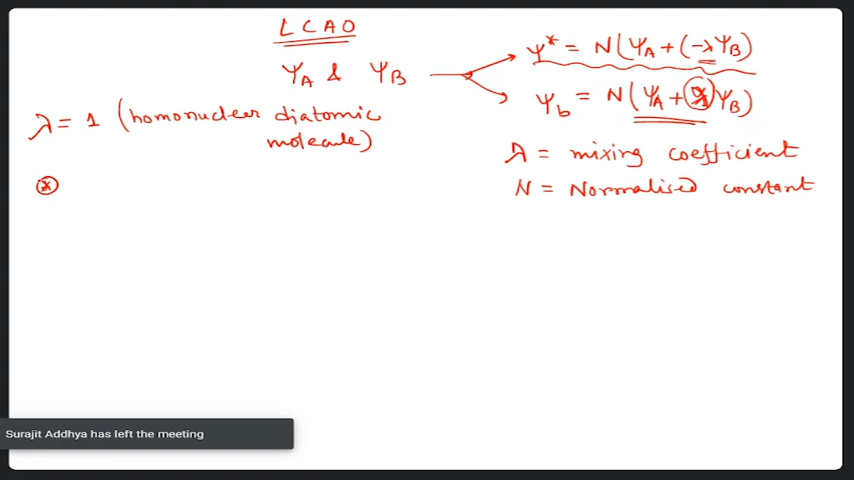 LCAO
ΨA & ΨB
Ψ* = N(ΨA + (-λΨB)
Ψb = N(ΨA + λΨB)
λ = 1 (homonuclear diatomic
molecule)
λ = mixing coefficient
N = Normalised constant
*
Surajit Addhya has left the meeting